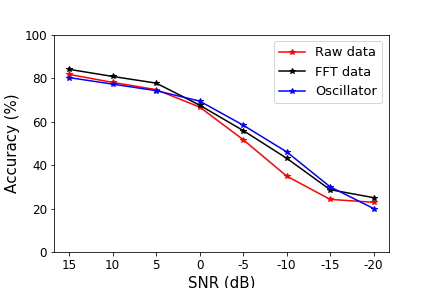 100
80
60
40
20
0
Accuracy (%)
Raw data
FFT data
Oscillator
15 10 5 0 -5 -10 -15 -20
SNR (dB)